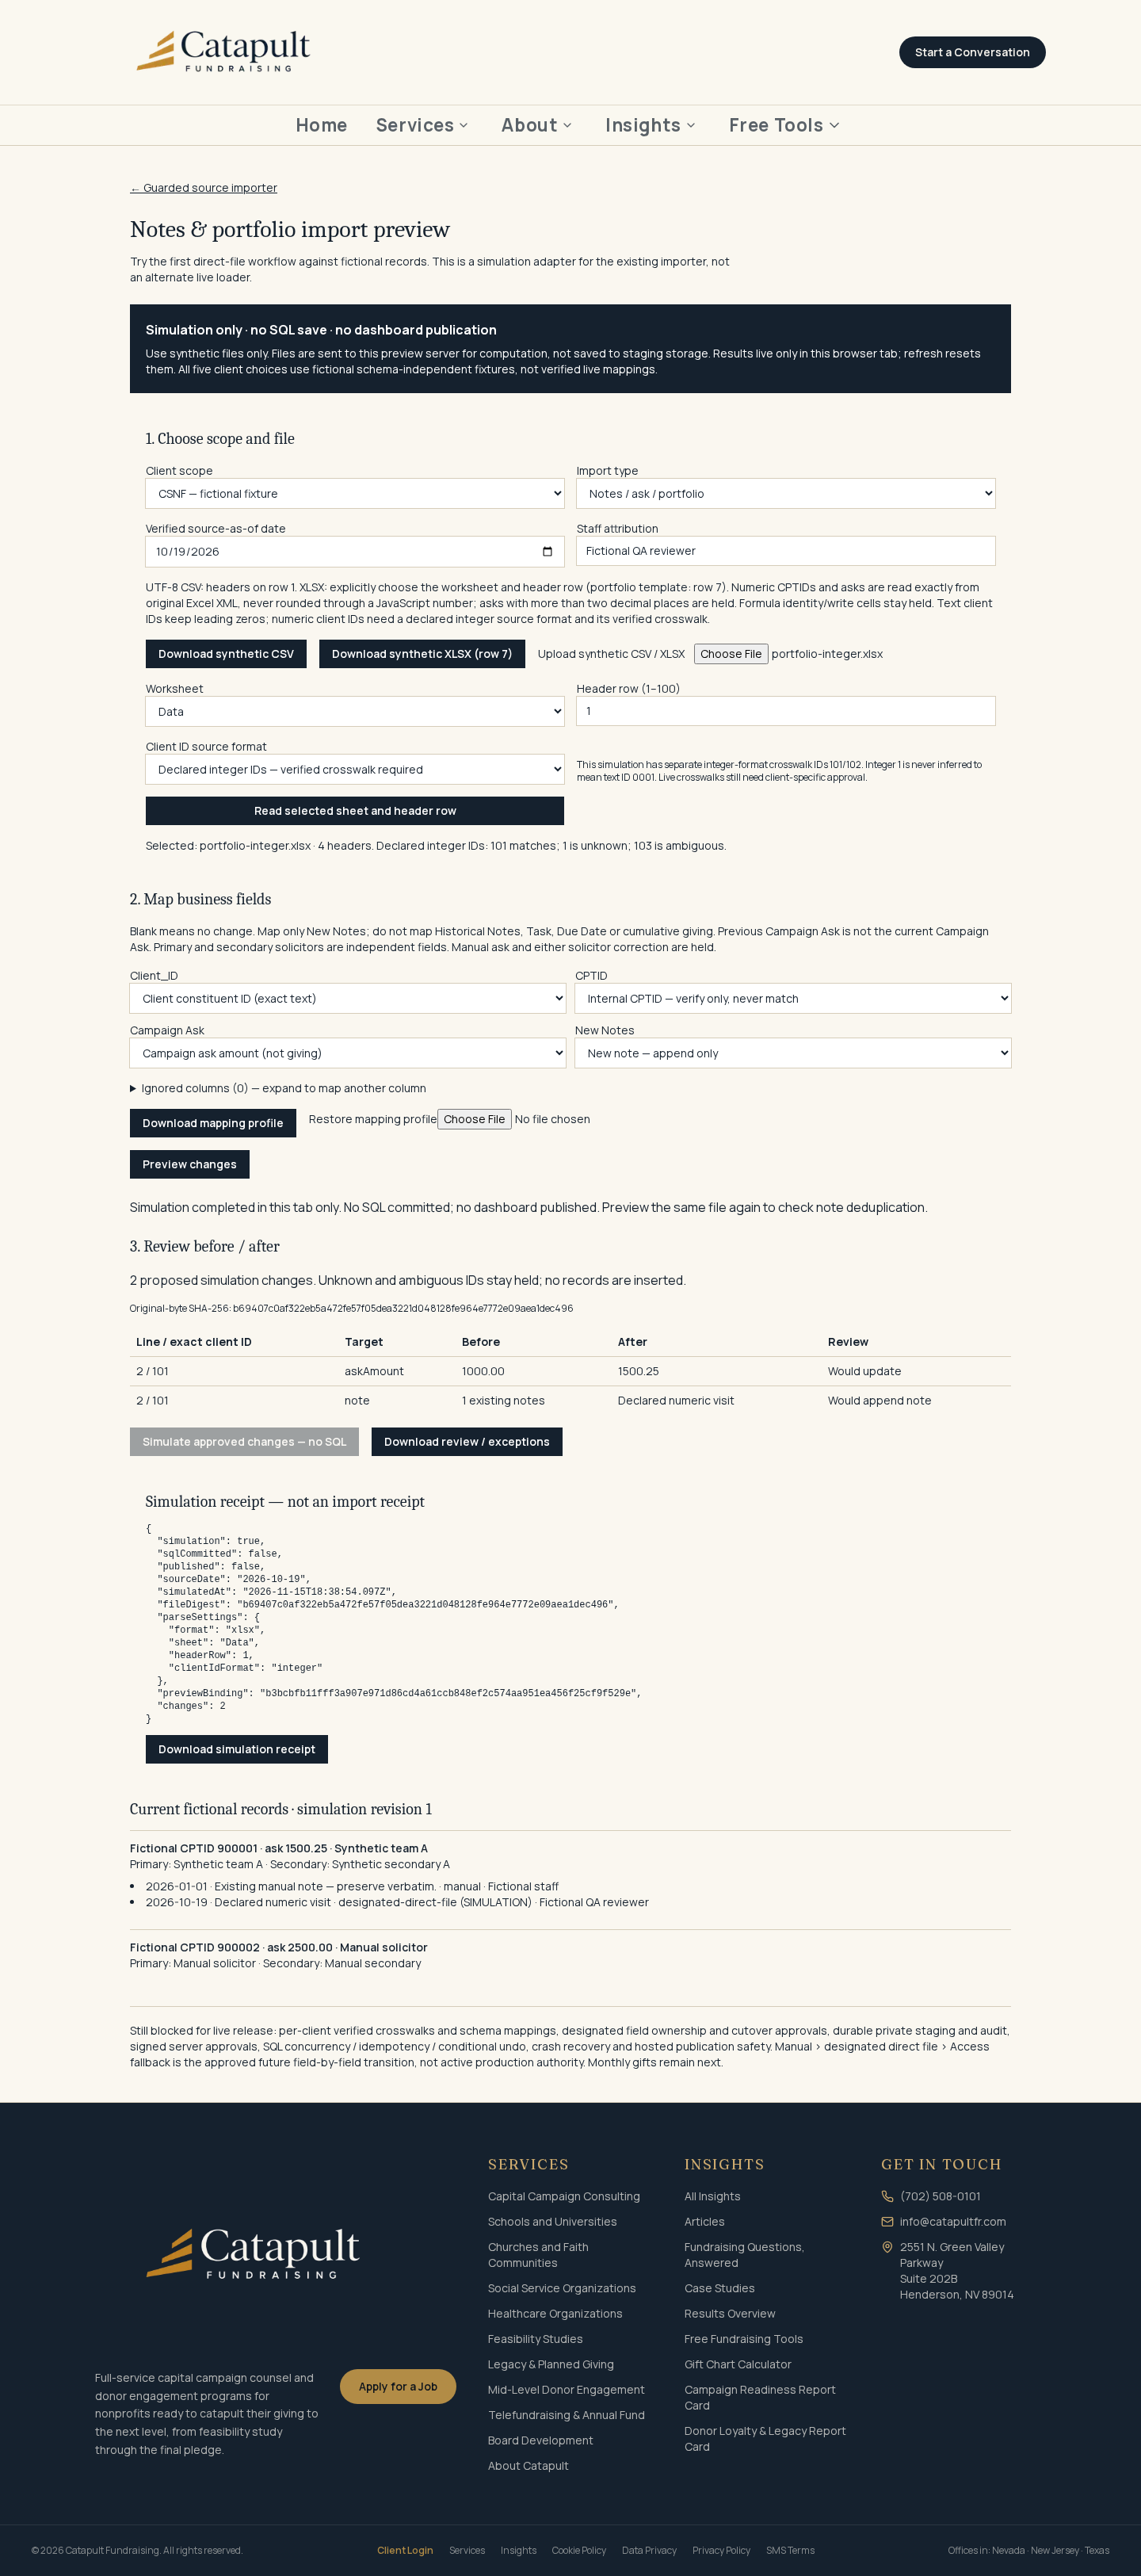 Catapult
FUNDRAISING
Start a Conversation
Home Services About Insights Free Tools
← Guarded source importer
Notes & portfolio import preview
Try the first direct-file workflow against fictional records. This is a simulation adapter for the existing importer, not
an alternate live loader.
Simulation only · no SQL save · no dashboard publication
Use synthetic files only. Files are sent to this preview server for computation, not saved to staging storage. Results live only in this browser tab; refresh resets
them. All five client choices use fictional schema-independent fixtures, not verified live mappings.
1. Choose scope and file
Client scope Import type
CSNF — fictional fixture Notes / ask / portfolio
Verified source-as-of date Staff attribution
10/19/2026 Fictional QA reviewer
UTF-8 CSV: headers on row 1. XLSX: explicitly choose the worksheet and header row (portfolio template: row 7). Numeric CPTIDs and asks are read exactly from
original Excel XML, never rounded through a JavaScript number; asks with more than two decimal places are held. Formula identity/write cells stay held. Text client
IDs keep leading zeros; numeric client IDs need a declared integer source format and its verified crosswalk.
Download synthetic CSV Download synthetic XLSX (row 7) Upload synthetic CSV / XLSX Choose File portfolio-integer.xlsx
Worksheet Header row (1–100)
Data 1
Client ID source format
Declared integer IDs — verified crosswalk required
This simulation has separate integer-format crosswalk IDs 101/102. Integer 1 is never inferred to
mean text ID 0001. Live crosswalks still need client-specific approval.
Read selected sheet and header row
Selected: portfolio-integer.xlsx · 4 headers. Declared integer IDs: 101 matches; 1 is unknown; 103 is ambiguous.
2. Map business fields
Blank means no change. Map only New Notes; do not map Historical Notes, Task, Due Date or cumulative giving. Previous Campaign Ask is not the current Campaign
Ask. Primary and secondary solicitors are independent fields. Manual ask and either solicitor correction are held.
Client_ID CPTID
Client constituent ID (exact text) Internal CPTID — verify only, never match
Campaign Ask New Notes
Campaign ask amount (not giving) New note — append only
Ignored columns (0) — expand to map another column
Download mapping profile Restore mapping profile Choose File No file chosen
Preview changes
Simulation completed in this tab only. No SQL committed; no dashboard published. Preview the same file again to check note deduplication.
3. Review before / after
2 proposed simulation changes. Unknown and ambiguous IDs stay held; no records are inserted.
Original-byte SHA-256: b69407c0af322eb5a472fe57f05dea3221d048128fe964e7772e09aea1dec496
Line / exact client ID Target Before After Review
2 / 101 askAmount 1000.00 1500.25 Would update
2 / 101 note 1 existing notes Declared numeric visit Would append note
Simulate approved changes — no SQL Download review / exceptions
Simulation receipt — not an import receipt
{
"simulation": true,
"sqlCommitted": false,
"published": false,
"sourceDate": "2026-10-19",
"simulatedAt": "2026-11-15T18:38:54.097Z",
"fileDigest": "b69407c0af322eb5a472fe57f05dea3221d048128fe964e7772e09aea1dec496",
"parseSettings": {
"format": "xlsx",
"sheet": "Data",
"headerRow": 1,
"clientIdFormat": "integer"
},
"previewBinding": "b3bcbfb11fff3a907e971d86cd4a61ccb848ef2c574aa951ea456f25cf9f529e",
"changes": 2
}
Download simulation receipt
Current fictional records · simulation revision 1
Fictional CPTID 900001 · ask 1500.25 · Synthetic team A
Primary: Synthetic team A · Secondary: Synthetic secondary A
• 2026-01-01 · Existing manual note — preserve verbatim. · manual · Fictional staff
• 2026-10-19 · Declared numeric visit · designated-direct-file (SIMULATION) · Fictional QA reviewer
Fictional CPTID 900002 · ask 2500.00 · Manual solicitor
Primary: Manual solicitor · Secondary: Manual secondary
Still blocked for live release: per-client verified crosswalks and schema mappings, designated field ownership and cutover approvals, durable private staging and audit,
signed server approvals, SQL concurrency / idempotency / conditional undo, crash recovery and hosted publication safety. Manual > designated direct file > Access
fallback is the approved future field-by-field transition, not active production authority. Monthly gifts remain next.
Catapult
FUNDRAISING
Full-service capital campaign counsel and
donor engagement programs for
nonprofits ready to catapult their giving to
the next level, from feasibility study
through the final pledge.
Apply for a Job
SERVICES
Capital Campaign Consulting
Schools and Universities
Churches and Faith
Communities
Social Service Organizations
Healthcare Organizations
Feasibility Studies
Legacy & Planned Giving
Mid-Level Donor Engagement
Telefundraising & Annual Fund
Board Development
About Catapult
INSIGHTS
All Insights
Articles
Fundraising Questions,
Answered
Case Studies
Results Overview
Free Fundraising Tools
Gift Chart Calculator
Campaign Readiness Report
Card
Donor Loyalty & Legacy Report
Card
GET IN TOUCH
(702) 508-0101
info@catapultfr.com
2551 N. Green Valley
Parkway
Suite 202B
Henderson, NV 89014
© 2026 Catapult Fundraising. All rights reserved. Client Login Services Insights Cookie Policy Data Privacy Privacy Policy SMS Terms Offices in: Nevada · New Jersey · Texas